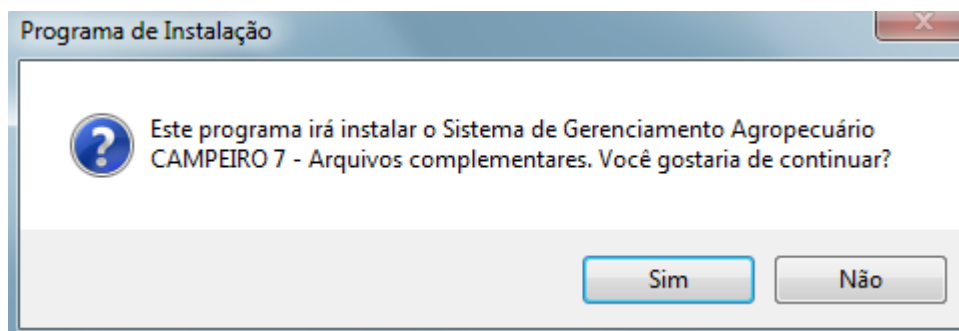 Programa de Instalação
Este programa irá instalar o Sistema de Gerenciamento Agropecuário
CAMPEIRO 7 - Arquivos complementares. Você gostaria de continuar?
Sim
Não